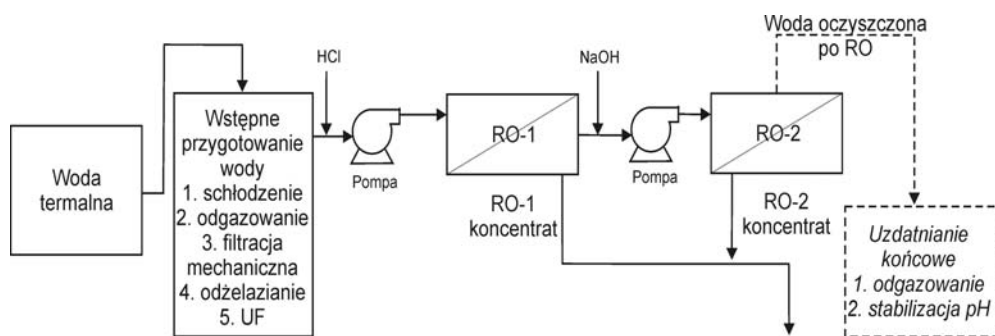 Woda
termalna
Wstępne
przygotowanie
wody
1. schłodzenie
2. odgazowanie
3. filtracja
mechaniczna
4. odżelazianie
5. UF
HCl
Pompa
RO-1
RO-1
koncentrat
NaOH
Pompa
RO-2
RO-2
koncentrat
Woda oczyszczona
po RO
Uzdatnianie
końcowe
1. odgazowanie
2. stabilizacja pH